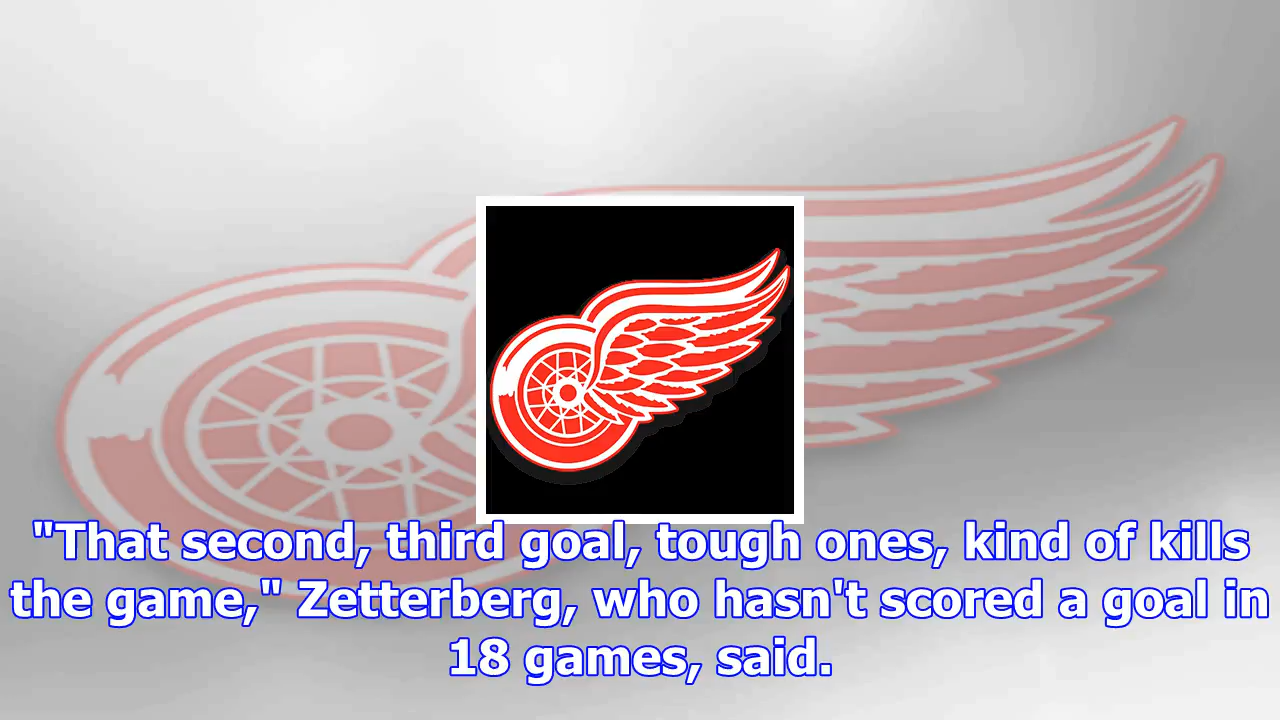 "That second, third goal, tough ones, kind of kills
the game," Zetterberg, who hasn't scored a goal in
18 games, said.